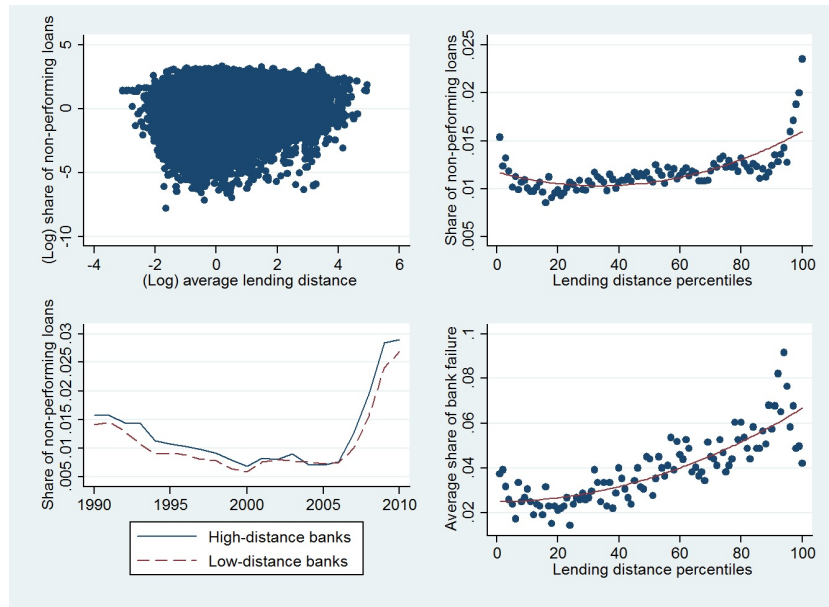 (Log) share of non-performing loans
5
0
-5
-10
-4 -2 0 2 4 6
(Log) average lending distance
Share of non-performing loans
.025
.02
.015
.01
.005
0 20 40 60 80 100
Lending distance percentiles
Share of non-performing loans
.03
.025
.02
.015
.01
.005
1990 1995 2000 2005 2010
High-distance banks
Low-distance banks
Average share of bank failure
.1
.08
.06
.04
.02
0 20 40 60 80 100
Lending distance percentiles